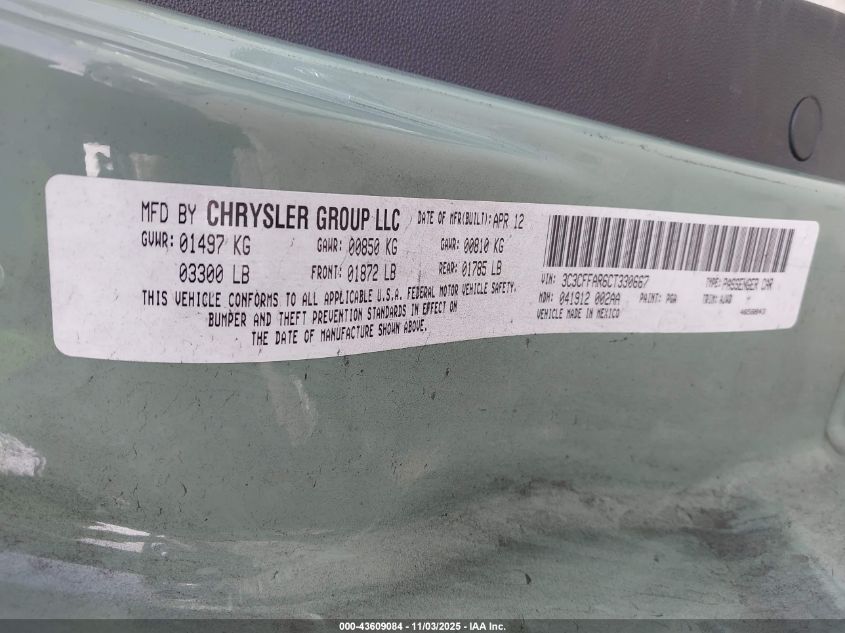 MFD BY CHRYSLER GROUP LLC DATE OF MFR(BUILT): APR 12
GVWR: 01497 KG GAWR: 00850 KG GAWR: 00810 KG
03300 LB FRONT: 01872 LB REAR: 01785 LB
THIS VEHICLE CONFORMS TO ALL APPLICABLE U.S.A. FEDERAL MOTOR VEHICLE SAFETY,
BUMPER AND THEFT PREVENTION STANDARDS IN EFFECT ON
THE DATE OF MANUFACTURE SHOWN ABOVE.
VIN: 3C3CFFAR6CT330667 TYPE: PASSENGER CAR
MDH: 041912 002AA PAINT: PGA TRIM:
VEHICLE MADE IN MEXICO
000-43609084 - 11/03/2025 - IAA Inc.